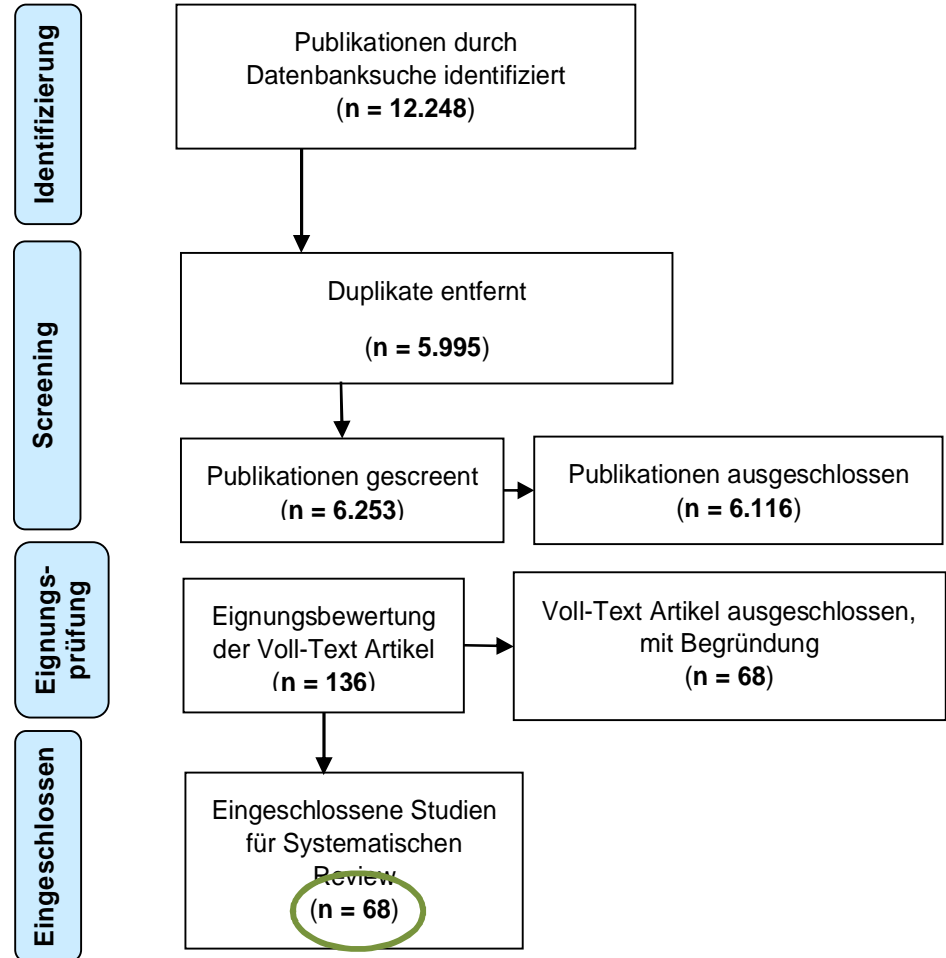 Identifizierung
Publikationen durch
Datenbanksuche identifiziert
(n = 12.248)
Screening
Duplikate entfernt
(n = 5.995)
Publikationen gescreent
(n = 6.253)
Publikationen ausgeschlossen
(n = 6.116)
Eignungs-
prüfung
Eignungsbewertung
der Voll-Text Artikel
(n = 136)
Voll-Text Artikel ausgeschlossen,
mit Begründung
(n = 68)
Eingeschlossen
Eingeschlossene Studien
für Systematischen
Review
(n = 68)